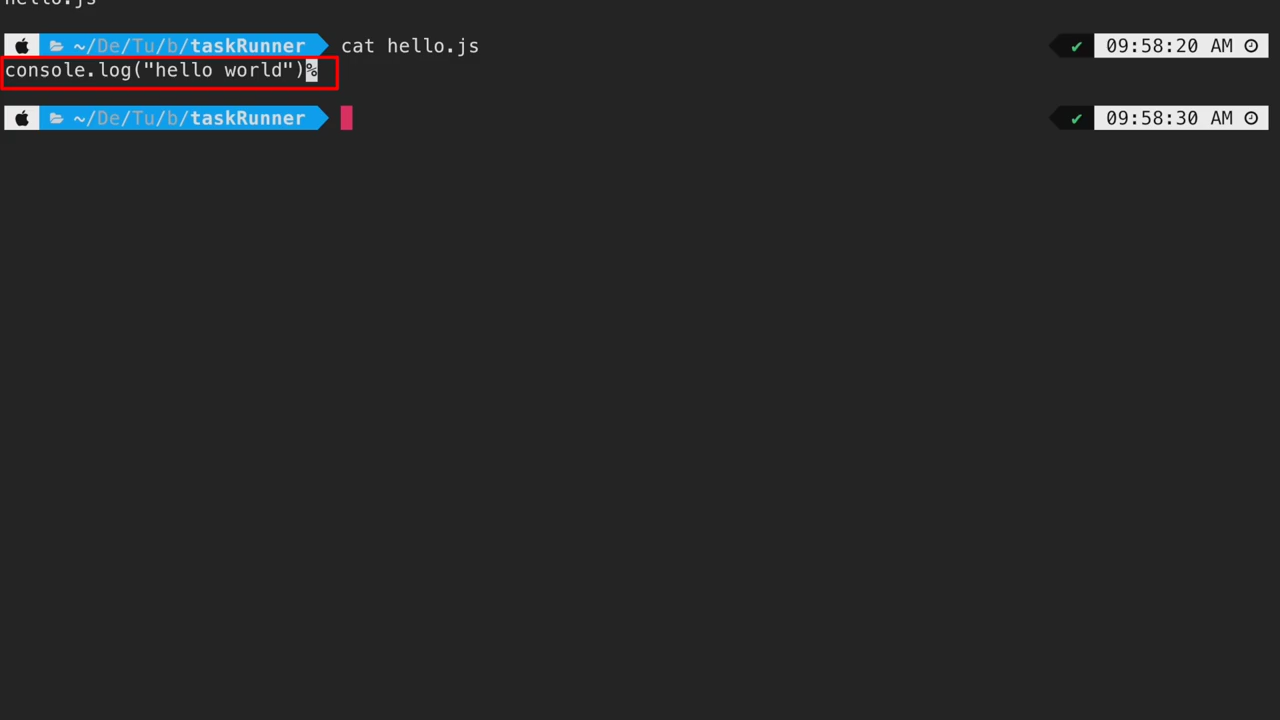 hello.js
~/De/Tu/b/taskRunner cat hello.js ✔ 09:58:20 AM
console.log("hello world")%
~/De/Tu/b/taskRunner ✔ 09:58:30 AM